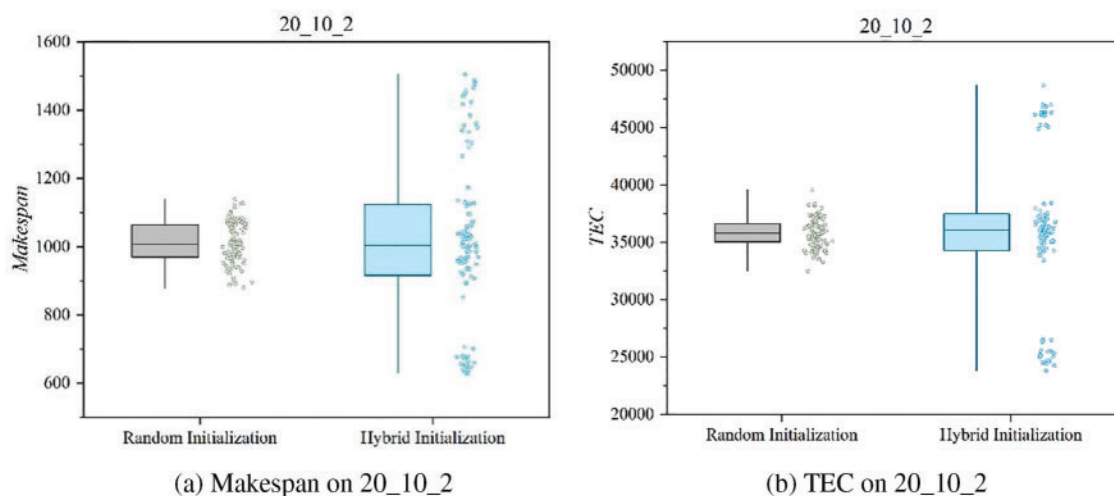 20_10_2
1600
1400
1200
1000
800
600
Makespan
Random Initialization
Hybrid Initialization
(a) Makespan on 20_10_2
20_10_2
50000
45000
40000
35000
30000
25000
20000
TEC
Random Initialization
Hybrid Initialization
(b) TEC on 20_10_2